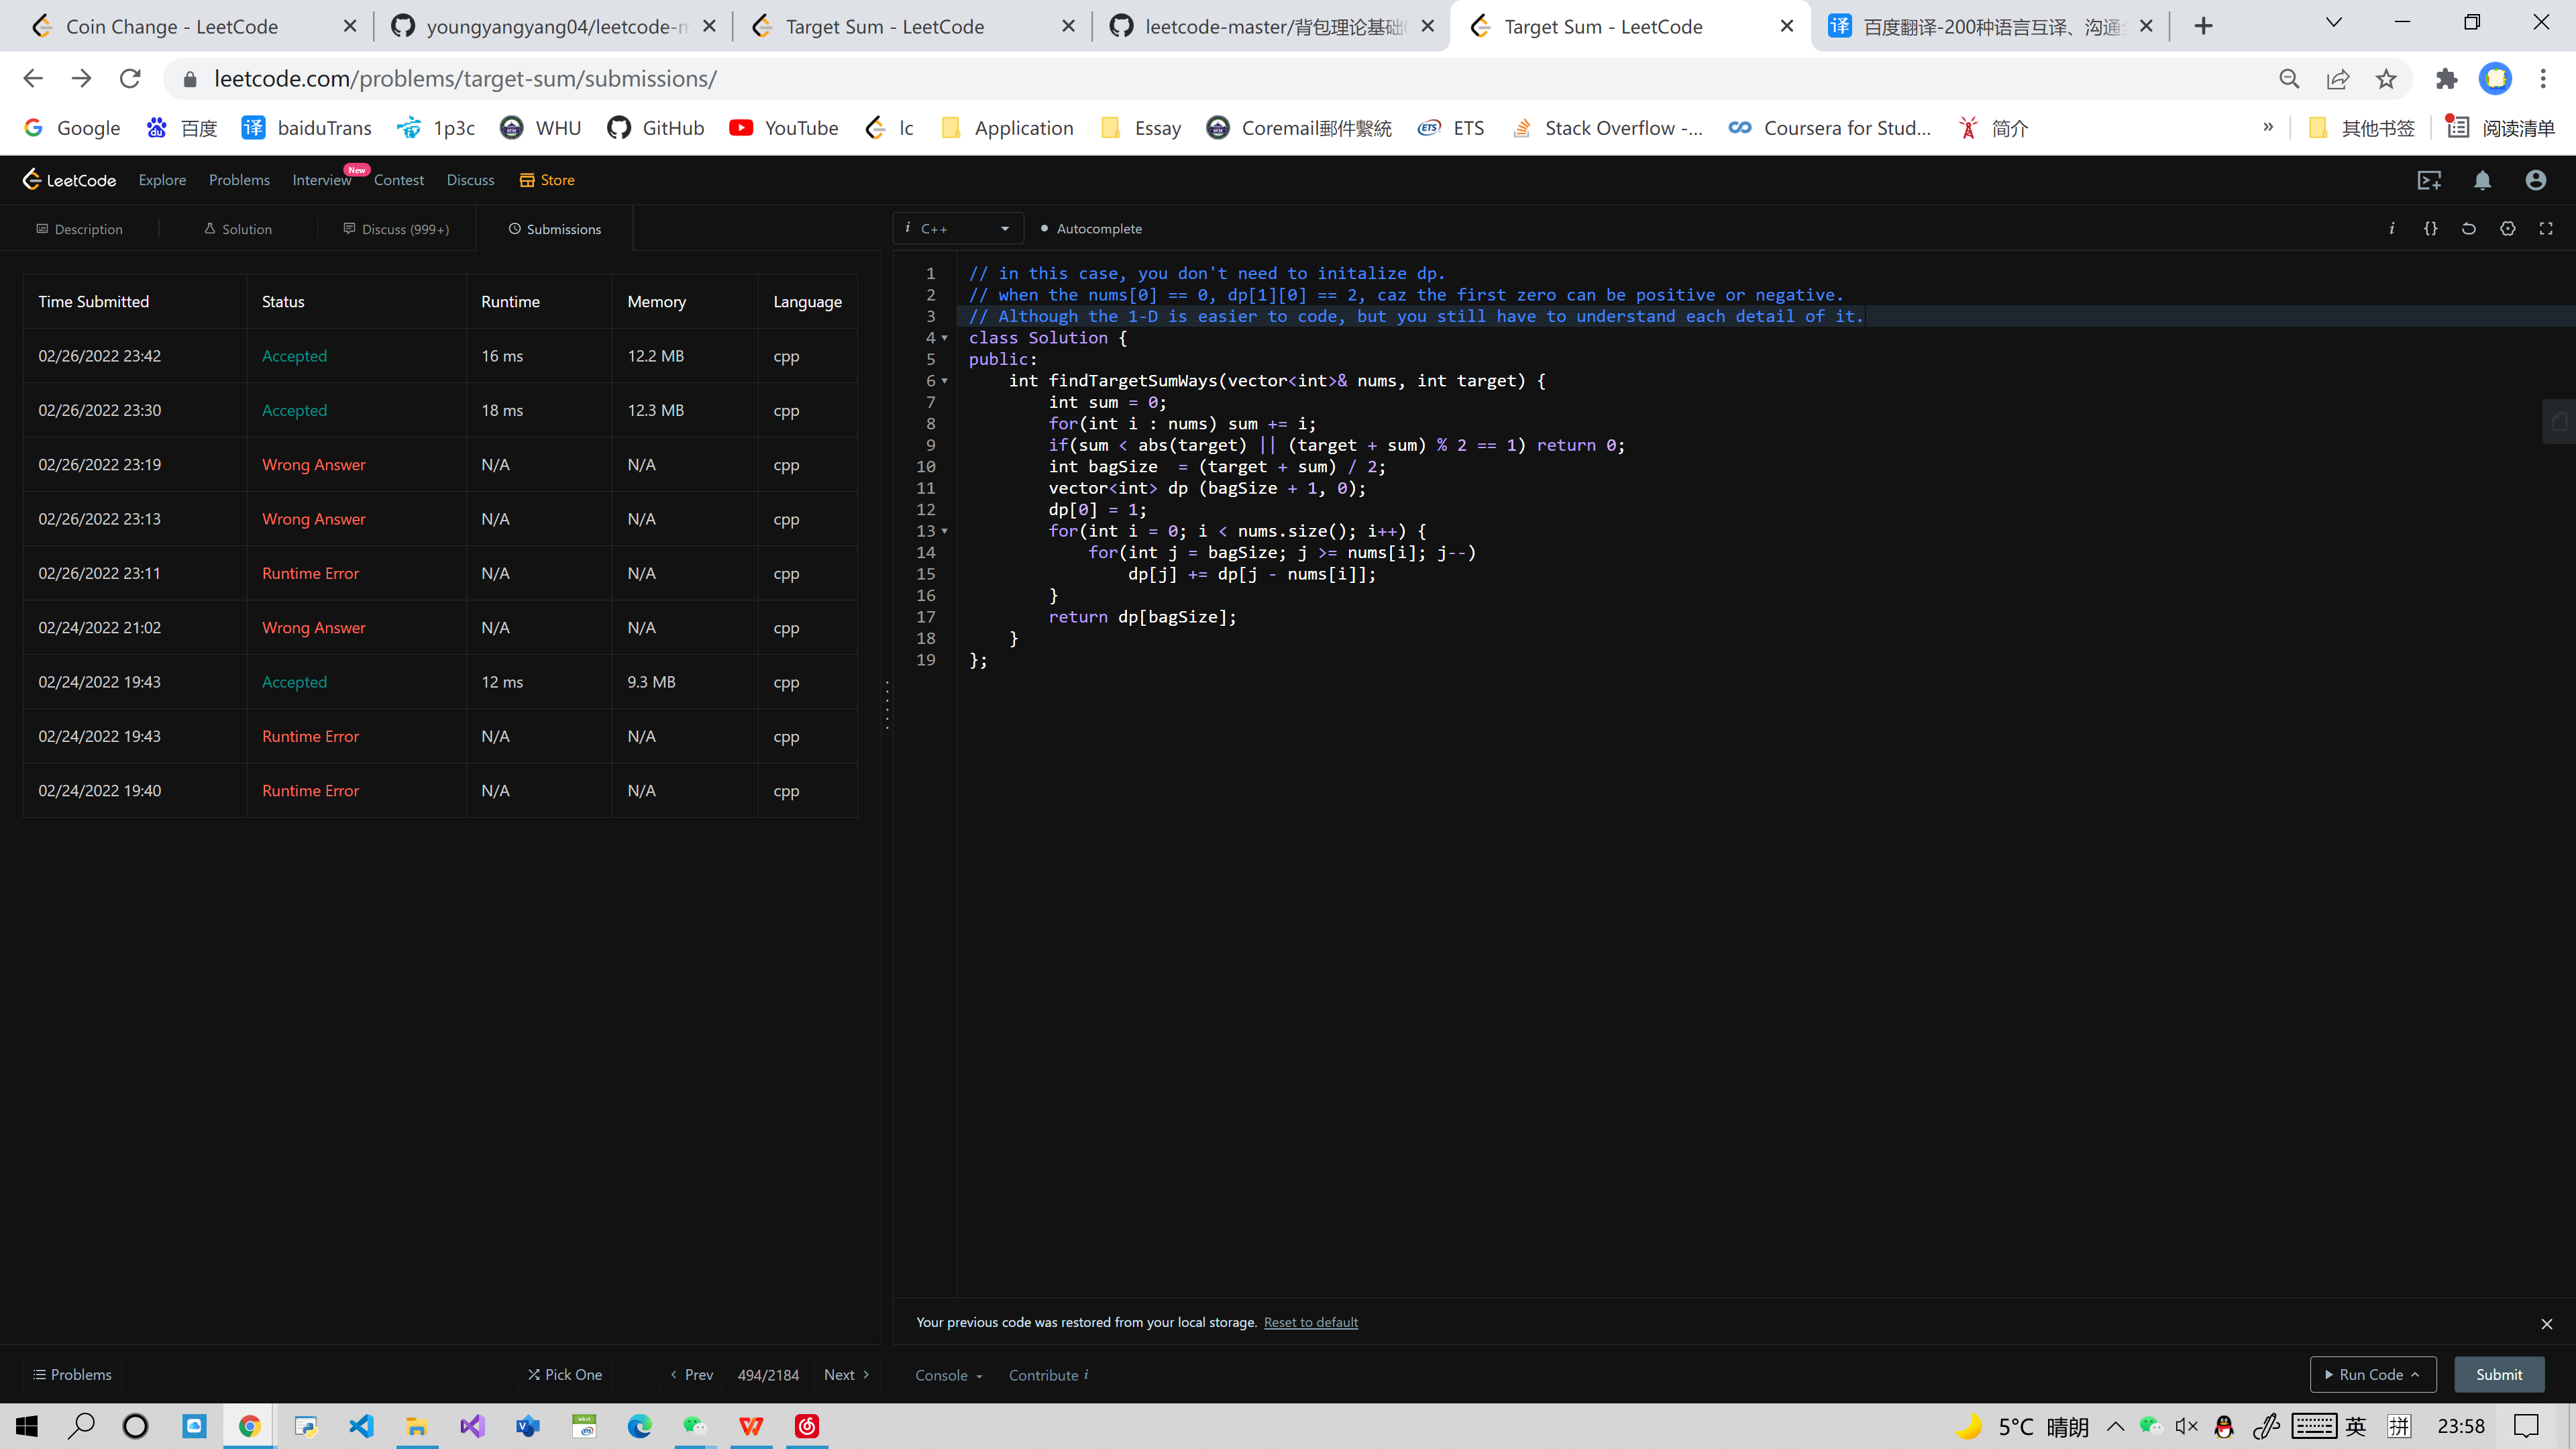 Coin Change - LeetCode
youngyangyang04/leetcode-m
Target Sum - LeetCode
leetcode-master/背包理论基础
Target Sum - LeetCode
百度翻译-200种语言互译、沟通
leetcode.com/problems/target-sum/submissions/
Google 百度 baiduTrans 1p3c WHU GitHub YouTube lc Application Essay Coremail郵件繫統 ETS Stack Overflow -... Coursera for Stud... 简介 » 其他书签 阅读清单
LeetCode Explore Problems Interview New Contest Discuss Store
Description Solution Discuss (999+) Submissions
Time Submitted Status Runtime Memory Language
02/26/2022 23:42 Accepted 16 ms 12.2 MB cpp
02/26/2022 23:30 Accepted 18 ms 12.3 MB cpp
02/26/2022 23:19 Wrong Answer N/A N/A cpp
02/26/2022 23:13 Wrong Answer N/A N/A cpp
02/26/2022 23:11 Runtime Error N/A N/A cpp
02/24/2022 21:02 Wrong Answer N/A N/A cpp
02/24/2022 19:43 Accepted 12 ms 9.3 MB cpp
02/24/2022 19:43 Runtime Error N/A N/A cpp
02/24/2022 19:40 Runtime Error N/A N/A cpp
i C++ Autocomplete i {}
1 // in this case, you don't need to initalize dp.
2 // when the nums[0] == 0, dp[1][0] == 2, caz the first zero can be positive or negative.
3 // Although the 1-D is easier to code, but you still have to understand each detail of it.
4 class Solution {
5 public:
6 int findTargetSumWays(vector<int>& nums, int target) {
7 int sum = 0;
8 for(int i : nums) sum += i;
9 if(sum < abs(target) || (target + sum) % 2 == 1) return 0;
10 int bagSize  = (target + sum) / 2;
11 vector<int> dp (bagSize + 1, 0);
12 dp[0] = 1;
13 for(int i = 0; i < nums.size(); i++) {
14 for(int j = bagSize; j >= nums[i]; j--)
15 dp[j] += dp[j - nums[i]];
16 }
17 return dp[bagSize];
18 }
19 };
Your previous code was restored from your local storage. Reset to default
Problems Pick One Prev 494/2184 Next Console Contribute i Run Code Submit
5°C 晴朗 英 拼 23:58